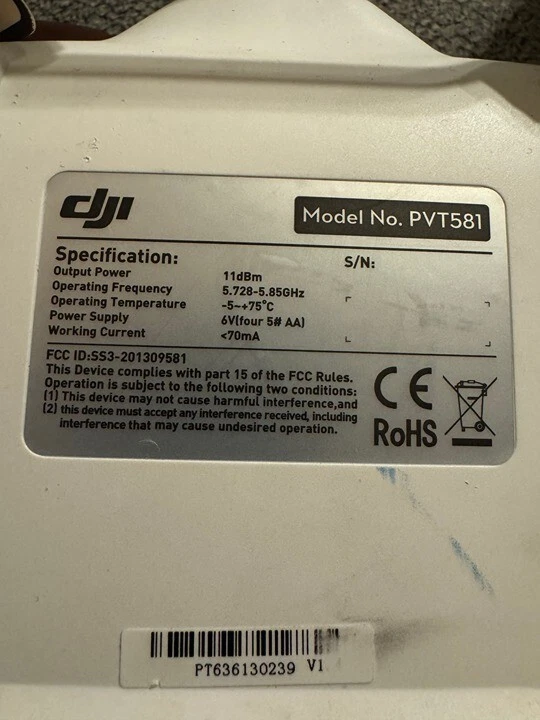 dji
Model No. PVT581
Specification:
S/N:
Output Power 11dBm
Operating Frequency 5.728-5.85GHz
Operating Temperature -5~+75°C
Power Supply 6V(four 5# AA)
Working Current <70mA
FCC ID:SS3-201309581
This Device complies with part 15 of the FCC Rules.
Operation is subject to the following two conditions:
(1) This device may not cause harmful interference,and
(2) this device must accept any interference received, including
interference that may cause undesired operation.
CE
RoHS
PT636130239 V1